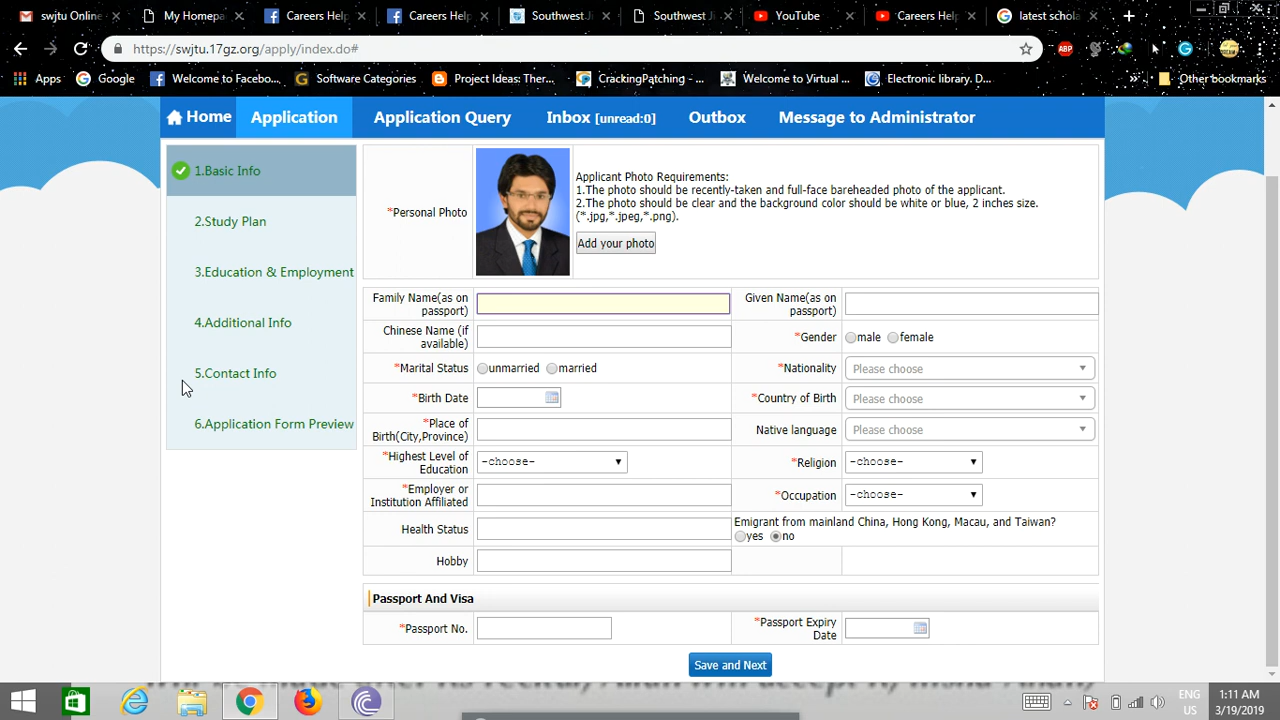 swjtu Online
My Homepa
Careers Help
Careers Help
Southwest Ji
Southwest Ji
YouTube
Careers Help
latest schola
https://swjtu.17gz.org/apply/index.do#
ABP
Apps
Google
Welcome to Facebo...
Software Categories
Project Ideas: Ther...
CrackingPatching - ...
Welcome to Virtual ...
Electronic library. D...
Other bookmarks
Home
Application
Application Query
Inbox [unread:0]
Outbox
Message to Administrator
1.Basic Info
2.Study Plan
3.Education & Employment
4.Additional Info
5.Contact Info
6.Application Form Preview
*Personal Photo
Applicant Photo Requirements:
1.The photo should be recently-taken and full-face bareheaded photo of the applicant.
2.The photo should be clear and the background color should be white or blue, 2 inches size.
(*.jpg,*.jpeg,*.png).
Add your photo
Family Name(as on
passport)
Given Name(as on
passport)
Chinese Name (if
available)
*Gender
male
female
*Marital Status
unmarried
married
*Nationality
Please choose
*Birth Date
*Country of Birth
Please choose
*Place of
Birth(City,Province)
Native language
Please choose
*Highest Level of
Education
-choose-
*Religion
-choose-
*Employer or
Institution Affiliated
*Occupation
-choose-
Health Status
Emigrant from mainland China, Hong Kong, Macau, and Taiwan?
yes
no
Hobby
Passport And Visa
*Passport No.
*Passport Expiry
Date
Save and Next
ENG
US
1:11 AM
3/19/2019